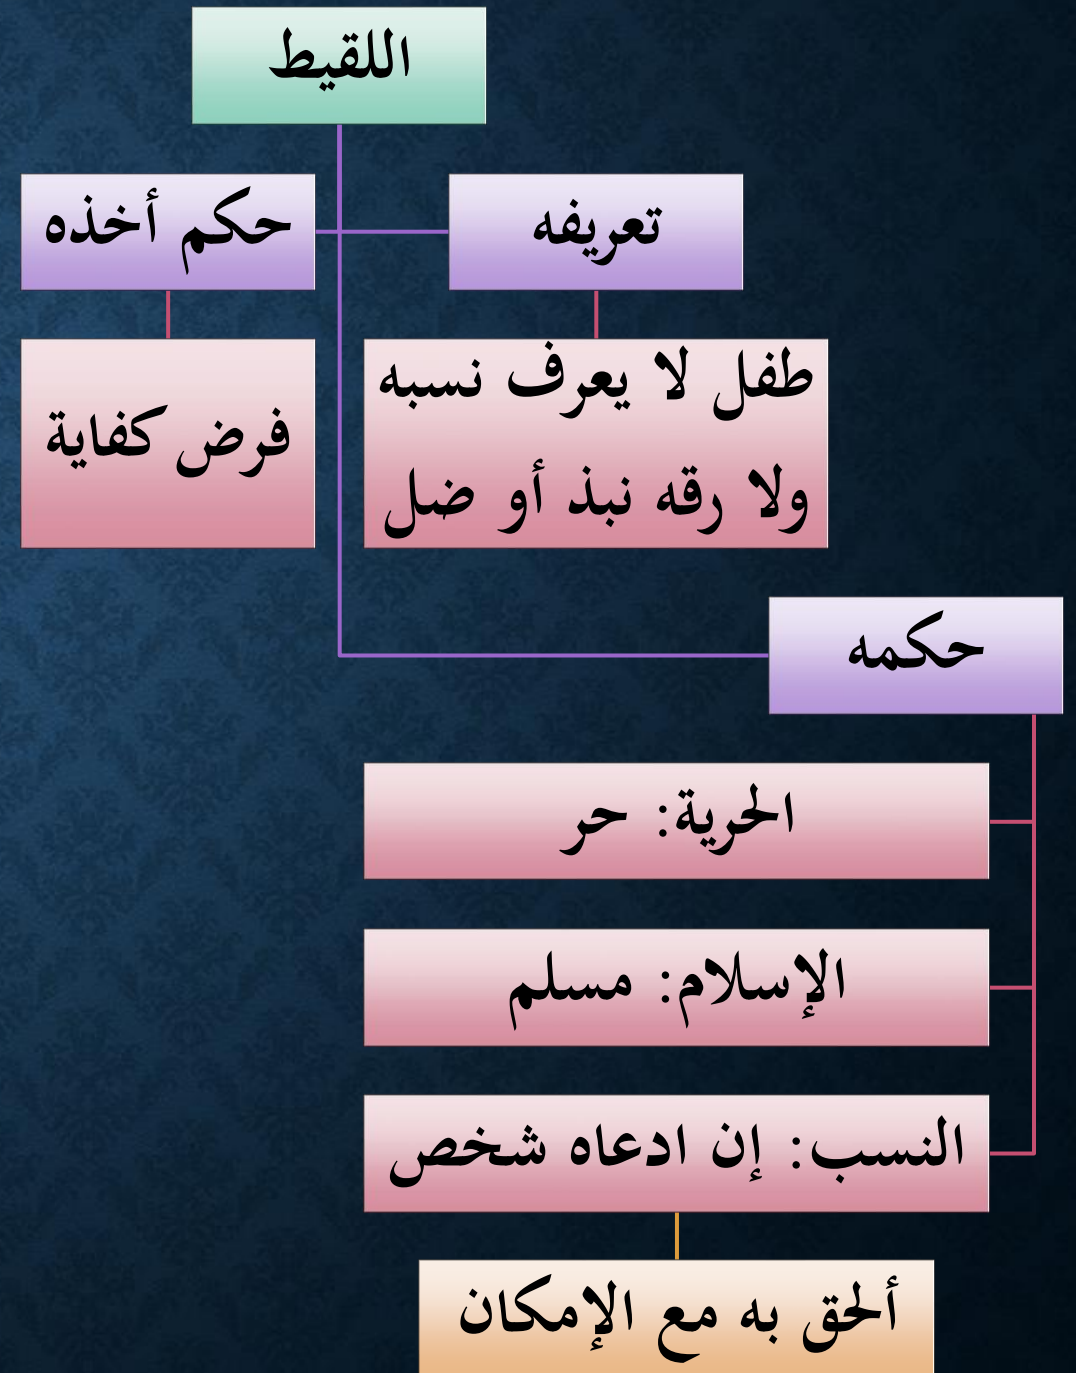 اللقيط
تعريفه
حكم أخذه
طفل لا يعرف نسبه
ولا رقه نبذ أو ضل
فرض كفاية
حكمه
الحرية: حر
الإسلام: مسلم
النسب: إن ادعاه شخص
ألحق به مع الإمكان